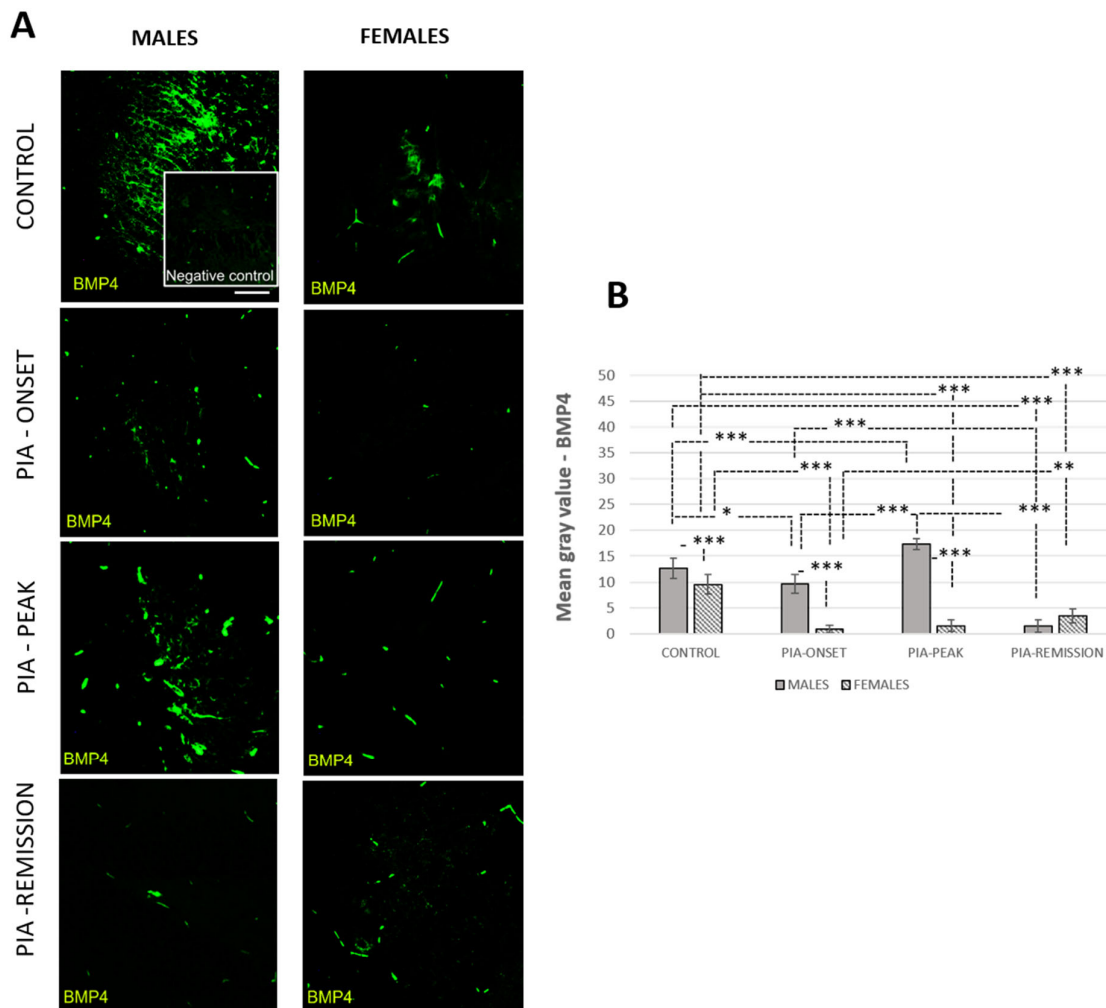 A
MALES FEMALES
CONTROL
Negative control
BMP4 BMP4
PIA - ONSET
BMP4 BMP4
PIA - PEAK
BMP4 BMP4
PIA -REMISSION
BMP4 BMP4
B
Mean gray value - BMP4
50
45
40
35
30
25
20
15
10
5
0
***
***
***
***
***
*** **
* *** ***
*** *** ***
CONTROL PIA-ONSET PIA-PEAK PIA-REMISSION
MALES FEMALES